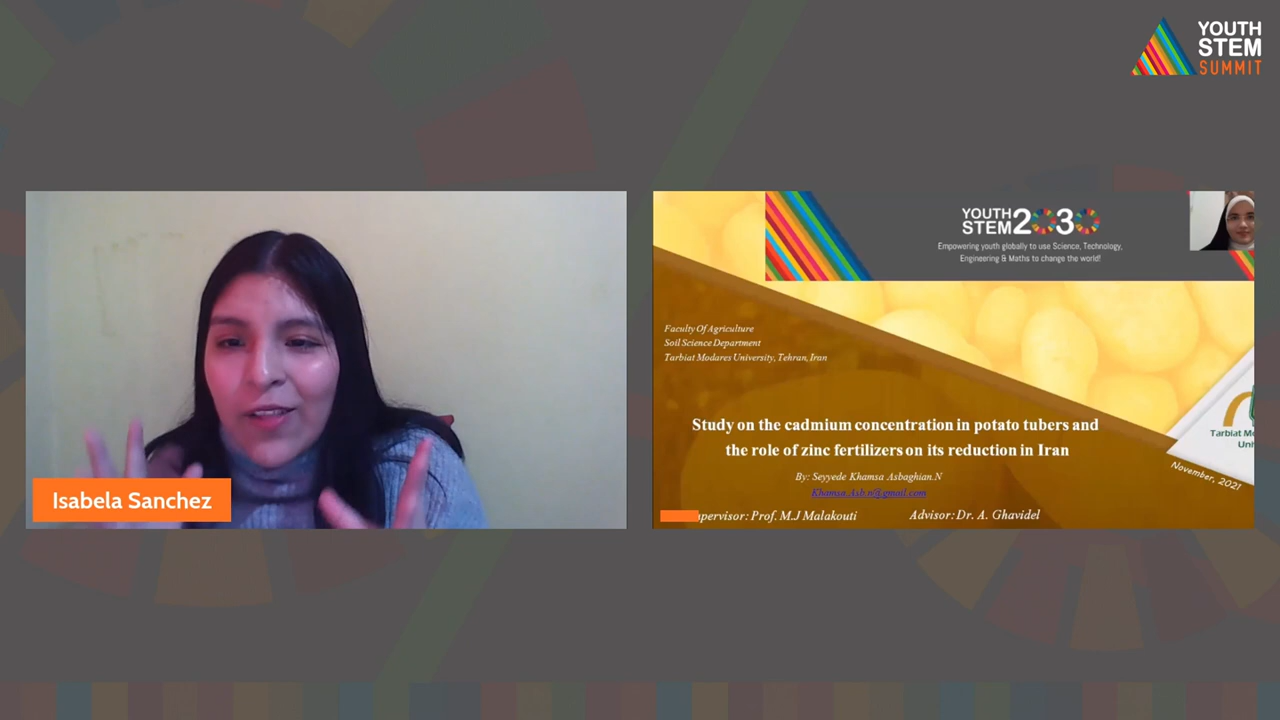 YOUTH
STEM
SUMMIT
Isabela Sanchez
YOUTH
STEM 2030
Empowering youth globally to use Science, Technology,
Engineering & Maths to change the world!
Faculty Of Agriculture
Soil Science Department
Tarbiat Modares University, Tehran, Iran
Study on the cadmium concentration in potato tubers and
the role of zinc fertilizers on its reduction in Iran
By: Seyyede Khamsa Asbaghian.N
Khamsa.Asb.n@gmail.com
pervisor: Prof. M.J Malakouti
Advisor: Dr. A. Ghavidel
Tarbiat Mo
Uni
November, 2021